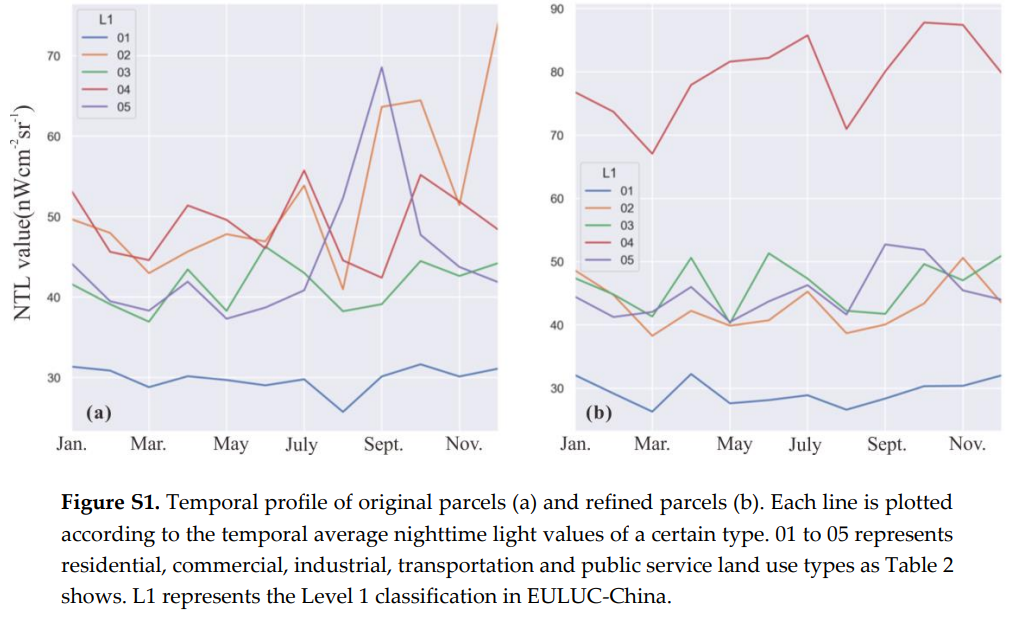 L1
01
02
03
04
05
70
60
50
40
30
NTL value(nWcm⁻²sr⁻¹)
(a)
Jan. Mar. May July Sept. Nov.
90
80
70
60
50
40
30
L1
01
02
03
04
05
(b)
Jan. Mar. May July Sept. Nov.
Figure S1. Temporal profile of original parcels (a) and refined parcels (b). Each line is plotted
according to the temporal average nighttime light values of a certain type. 01 to 05 represents
residential, commercial, industrial, transportation and public service land use types as Table 2
shows. L1 represents the Level 1 classification in EULUC-China.